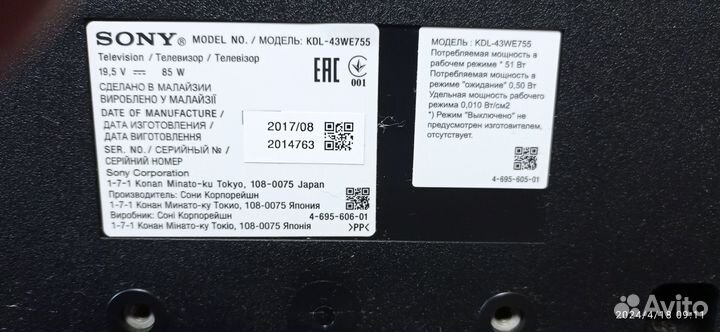 SONY® MODEL NO. / МОДЕЛЬ: KDL-43WE755
Television / Телевизор / Телевізор
19,5 V ⎓ 85 W
EAC
001
СДЕЛАНО В МАЛАЙЗИИ
ВИРОБЛЕНО У МАЛАЙЗІЇ
DATE OF MANUFACTURE /
ДАТА ИЗГОТОВЛЕНИЯ /
ДАТА ВИГОТОВЛЕННЯ
2017/08
SER. NO. / СЕРИЙНЫЙ № /
СЕРІЙНИЙ НОМЕР
2014763
Sony Corporation
1-7-1 Konan Minato-ku Tokyo, 108-0075 Japan
Производитель: Сони Корпорейшн
1-7-1 Конан Минато-ку Токио, 108-0075 Япония
Виробник: Соні Корпорейшн
4-695-606-01
1-7-1 Конан Мінато-ку Токіо, 108-0075 Японія
>PP<
МОДЕЛЬ : KDL-43WE755
Потребляемая мощность в
рабочем режиме * 51 Вт
Потребляемая мощность в
режиме "ожидание" 0,50 Вт
Удельная мощность рабочего
режима 0,010 Вт/см2
*) Режим "Выключено" не
предусмотрен изготовителем,
отсутствует.
4-695-605-01
2024/4/18 09:11
Avito